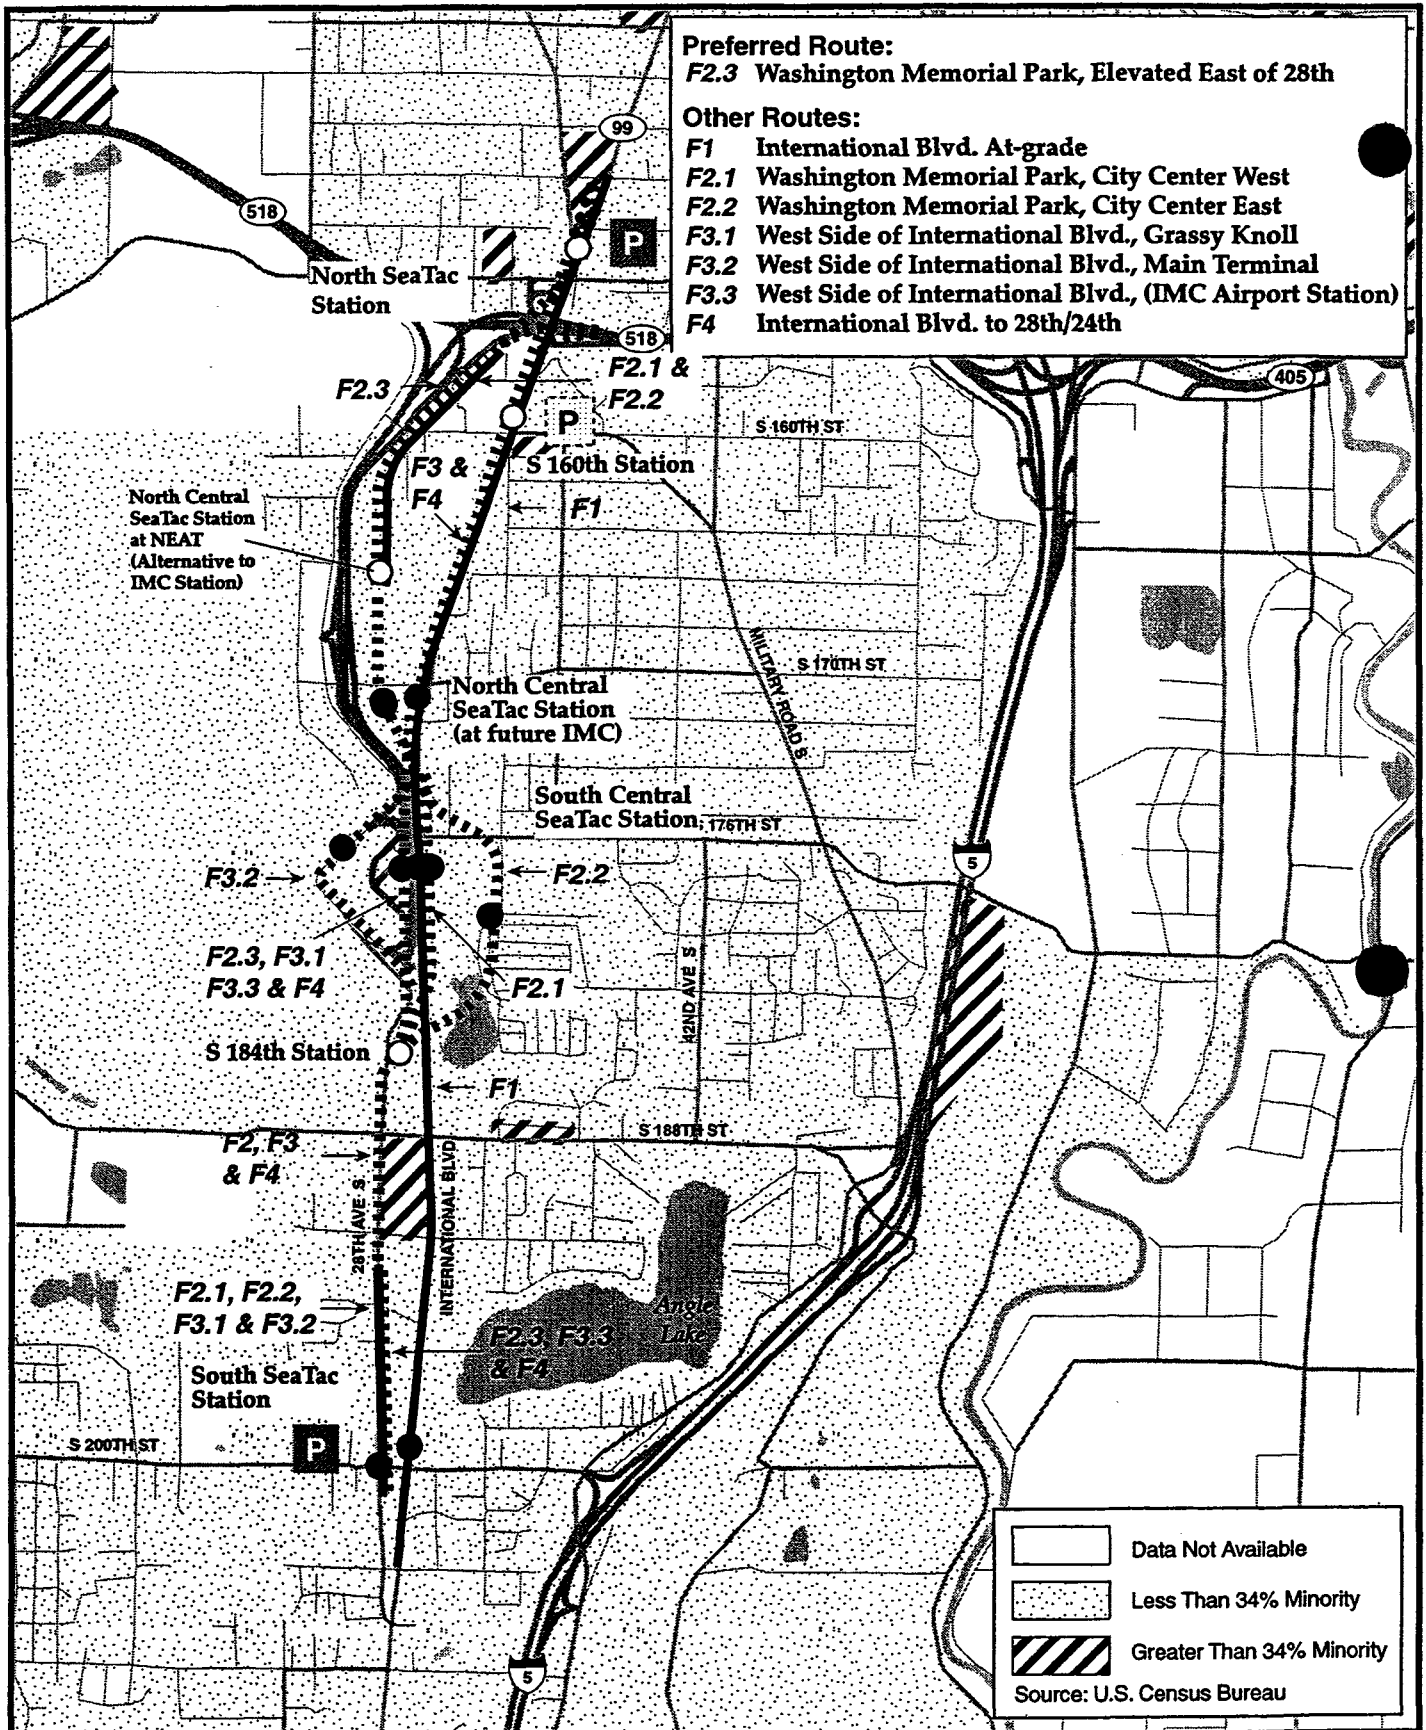 Preferred Route:
F2.3 Washington Memorial Park, Elevated East of 28th
Other Routes:
F1 International Blvd. At-grade
F2.1 Washington Memorial Park, City Center West
F2.2 Washington Memorial Park, City Center East
F3.1 West Side of International Blvd., Grassy Knoll
F3.2 West Side of International Blvd., Main Terminal
F3.3 West Side of International Blvd., (IMC Airport Station)
F4 International Blvd. to 28th/24th
99
518
P
North SeaTac
Station
518
405
F2.3
F2.1 &
F2.2
P
S 160TH ST
F3 &
F4
S 160th Station
F1
North Central
SeaTac Station
at NEAT
(Alternative to
IMC Station)
MILITARY ROAD S
S 170TH ST
North Central
SeaTac Station
(at future IMC)
South Central
SeaTac Station
176TH ST
5
F3.2
F2.2
F2.3, F3.1
F3.3 & F4
F2.1
42ND AVE S
S 184th Station
F1
S 188TH ST
F2, F3
& F4
28TH AVE S
INTERNATIONAL BLVD
F2.1, F2.2,
F3.1 & F3.2
Angle
Lake
F2.3, F3.3
& F4
South SeaTac
Station
S 200TH ST
P
5
Data Not Available
Less Than 34% Minority
Greater Than 34% Minority
Source: U.S. Census Bureau